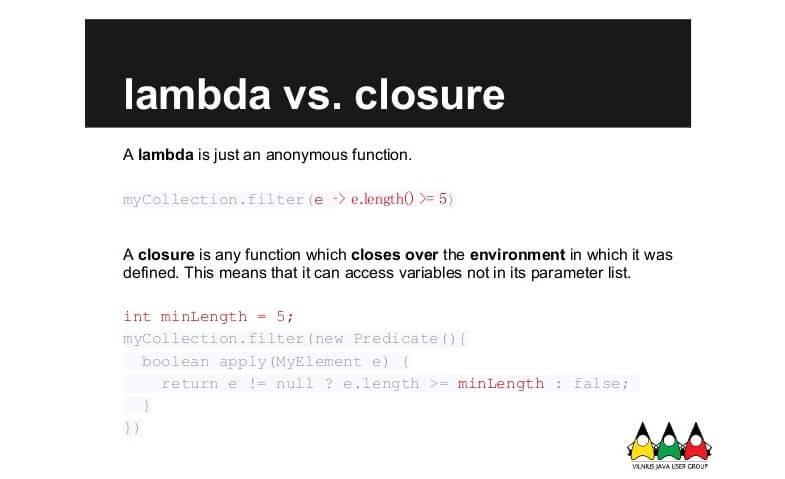 lambda vs. closure
A lambda is just an anonymous function.
myCollection.filter(e -> e.length() >= 5)
A closure is any function which closes over the environment in which it was
defined. This means that it can access variables not in its parameter list.
int minLength = 5;
myCollection.filter(new Predicate(){
  boolean apply(MyElement e) {
    return e != null ? e.length >= minLength : false;
  }
})
VILNIUS JAVA USER GROUP